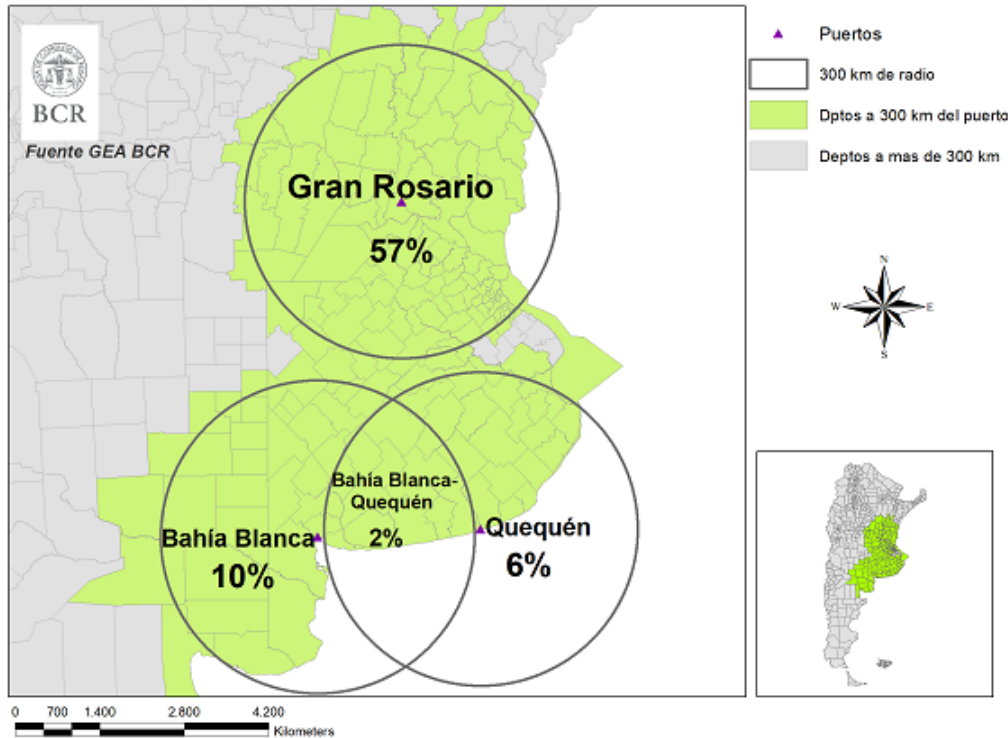 BCR
Fuente GEA BCR
Gran Rosario
57%
Bahía Blanca-
Quequén
2%
Bahía Blanca
10%
Quequén
6%
Puertos
300 km de radio
Dptos a 300 km del puerto
Deptos a mas de 300 km
N
W E
S
0 700 1.400 2.800 4.200
Kilometers